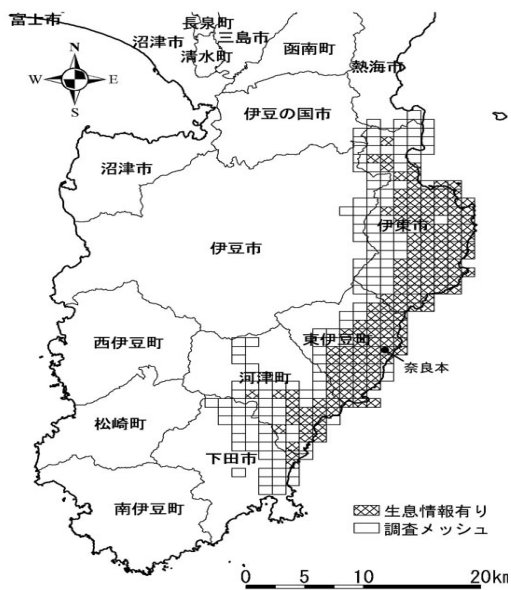 富士市
長泉町
沼津市
三島市
清水町
函南町
熱海市
N
W
E
S
伊豆の国市
沼津市
伊東市
伊豆市
西伊豆町
東伊豆町
奈良本
河津町
松崎町
下田市
南伊豆町
生息情報有り
調査メッシュ
0 5 10 20km